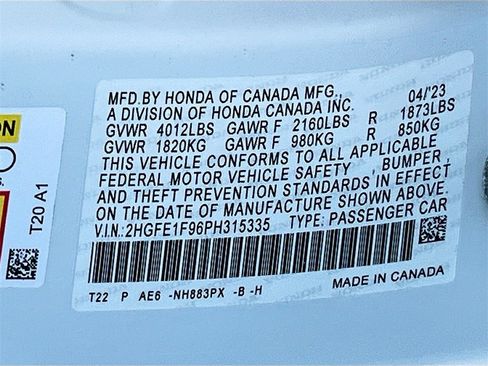 MFD.BY HONDA OF CANADA MFG., 04/'23
A DIVISION OF HONDA CANADA INC.
GVWR 4012LBS GAWR F 2160LBS R 1873LBS
GVWR 1820KG GAWR F 980KG R 850KG
THIS VEHICLE CONFORMS TO ALL APPLICABLE
FEDERAL MOTOR VEHICLE SAFETY, BUMPER,
AND THEFT PREVENTION STANDARDS IN EFFECT
ON THE DATE OF MANUFACTURE SHOWN ABOVE.
V.I.N.:2HGFE1F96PH315335 TYPE: PASSENGER CAR
T22 P AE6 -NH883PX -B -H
MADE IN CANADA
T20 A1